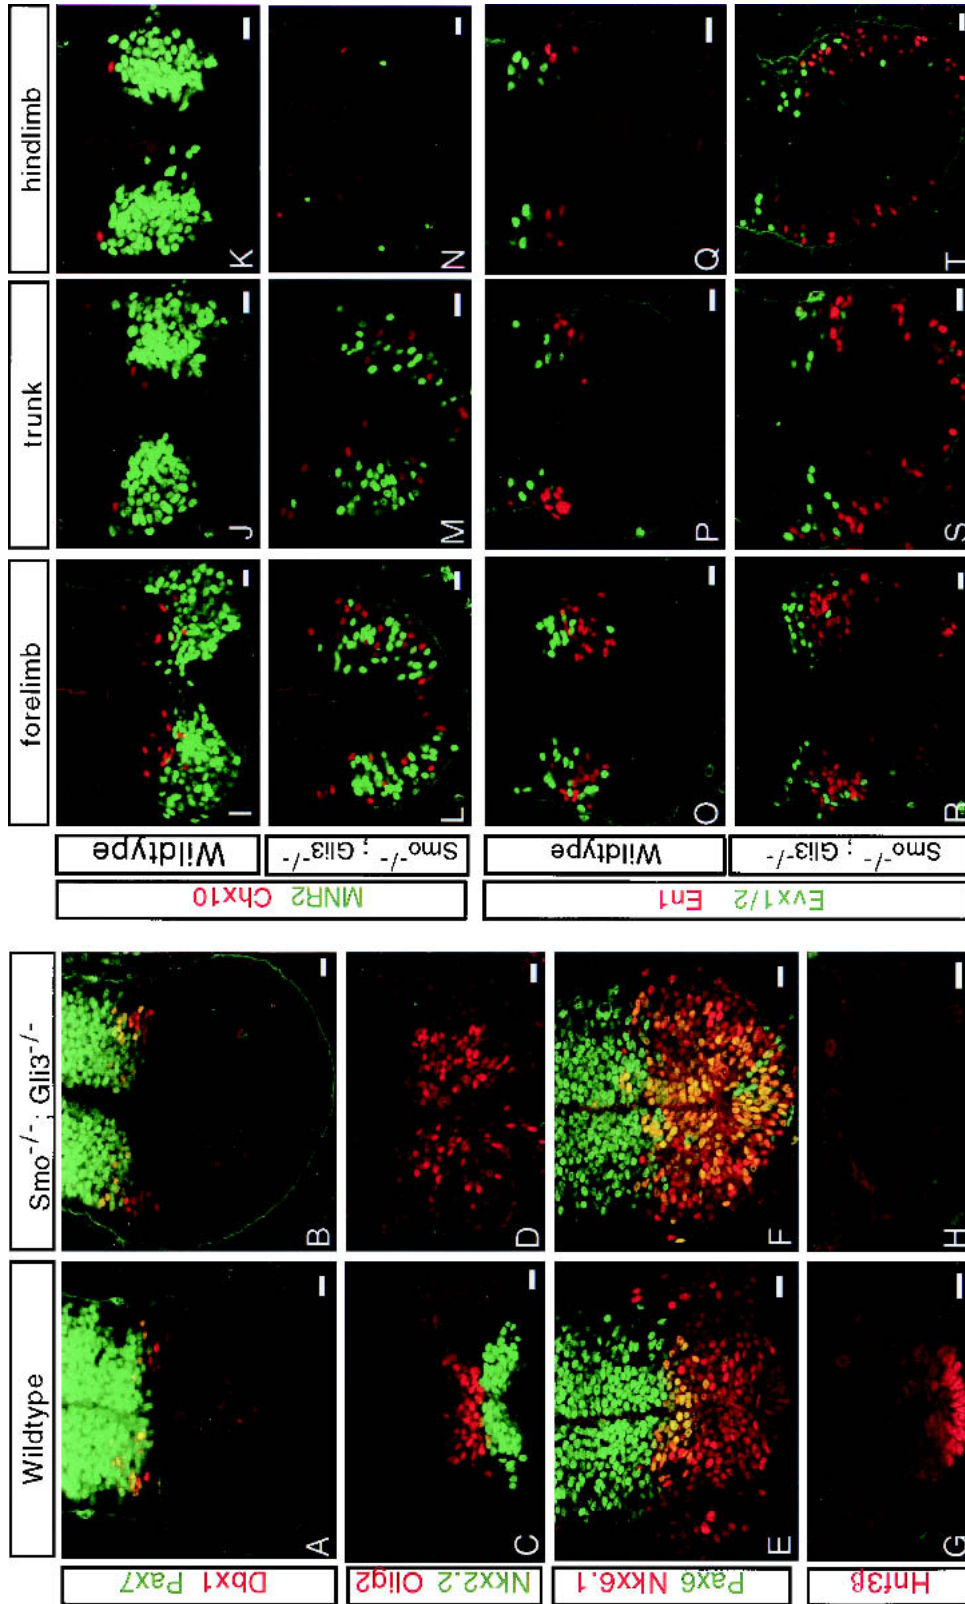 Wildtype
Smo-/-; Gli3-/-
Dbx1 Pax7
A
B
Nkx2.2 Olig2
C
D
Pax6 Nkx6.1
E
F
Hnf3β
G
H
forelimb
trunk
hindlimb
MNR2 Chx10
Wildtype
I
J
K
Smo-/-; Gli3-/-
L
M
N
Evx1/2 En1
Wildtype
O
P
Q
Smo-/-; Gli3-/-
R
S
T